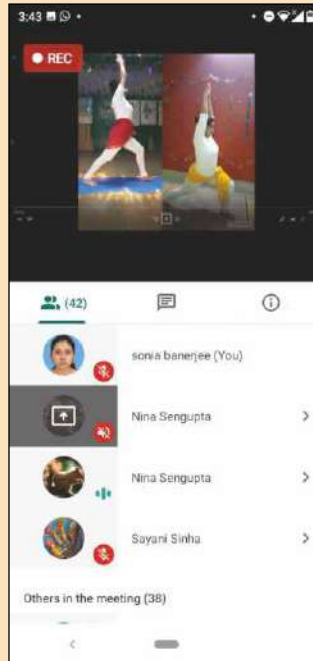 3:43
REC
(42)
sonia banerjee (You)
Nina Sengupta
Nina Sengupta
Sayani Sinha
Others in the meeting (38)